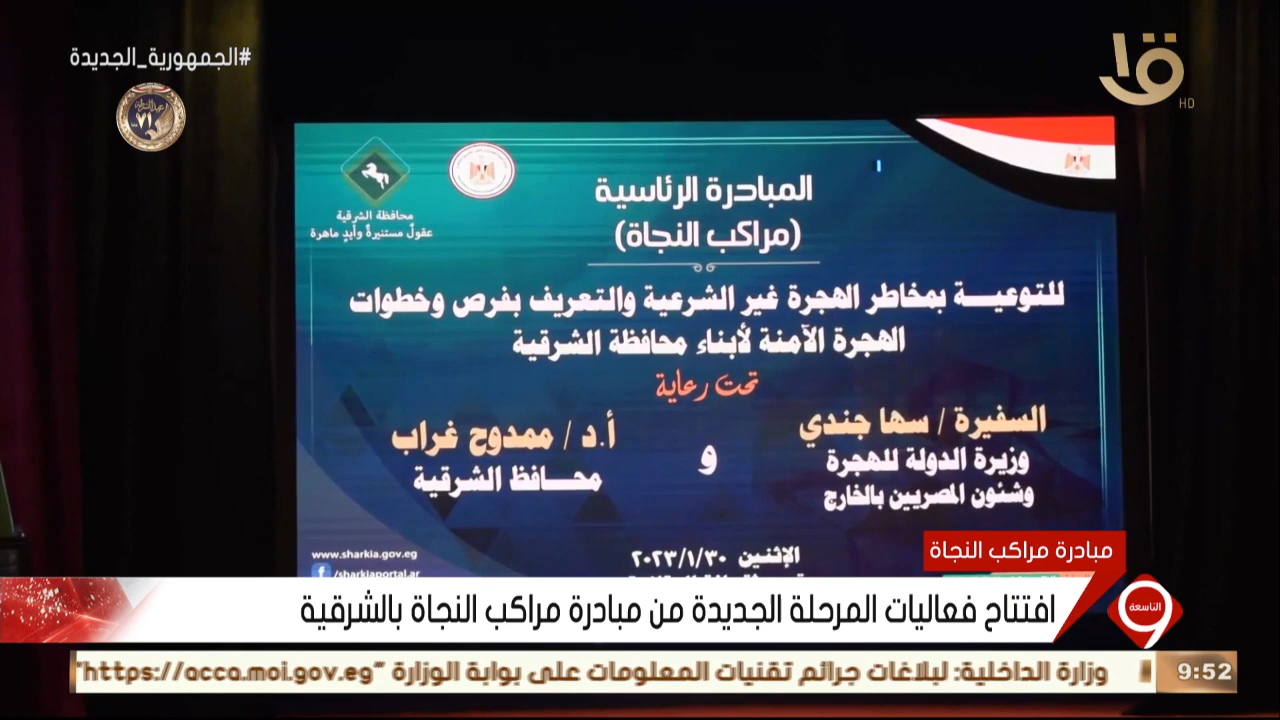 #الجمهورية_الجديدة
HD
محافظة الشرقية
عقولٌ مستنيرةٌ وأيدٍ ماهرة
المبادرة الرئاسية
(مراكب النجاة)
للتوعيـــة بمخاطر الهجرة غير الشرعية والتعريف بفرص وخطوات
الهجرة الآمنة لأبناء محافظة الشرقية
تحت رعاية
السفيرة / سها جندي
وزيرة الدولة للهجرة
وشئون المصريين بالخارج
و
أ.د / ممدوح غراب
محــافظ الشرقية
الإثنين ٢٠٢٣/١/٣٠
www.sharkia.gov.eg
/sharkiaportal.ar
مبادرة مراكب النجاة
افتتاح فعاليات المرحلة الجديدة من مبادرة مراكب النجاة بالشرقية
التاسعة
وزارة الداخلية: لبلاغات جرائم تقنيات المعلومات على بوابة الوزارة "https://acca.moi.gov.eg"
9:52